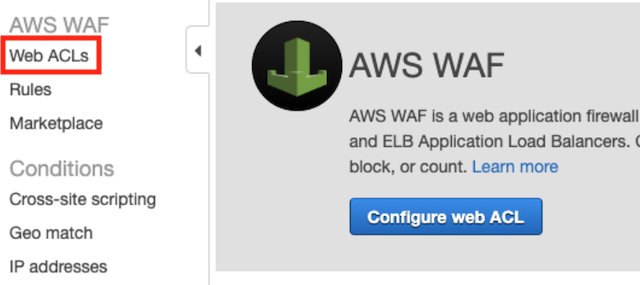 AWS WAF
Web ACLs
Rules
Marketplace
Conditions
Cross-site scripting
Geo match
IP addresses
AWS WAF
AWS WAF is a web application firewall
and ELB Application Load Balancers.
block, or count. Learn more
Configure web ACL